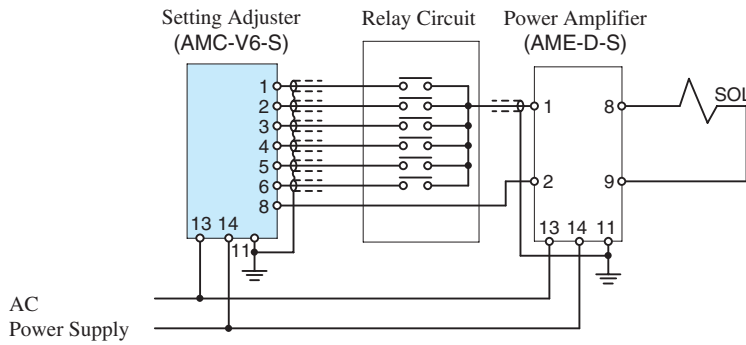 Setting Adjuster Relay Circuit Power Amplifier
(AMC-V6-S) (AME-D-S)
1
2 1 8 SOL
3
4
5
6 2 9
8
13 14 11 13 14 11
AC
Power Supply